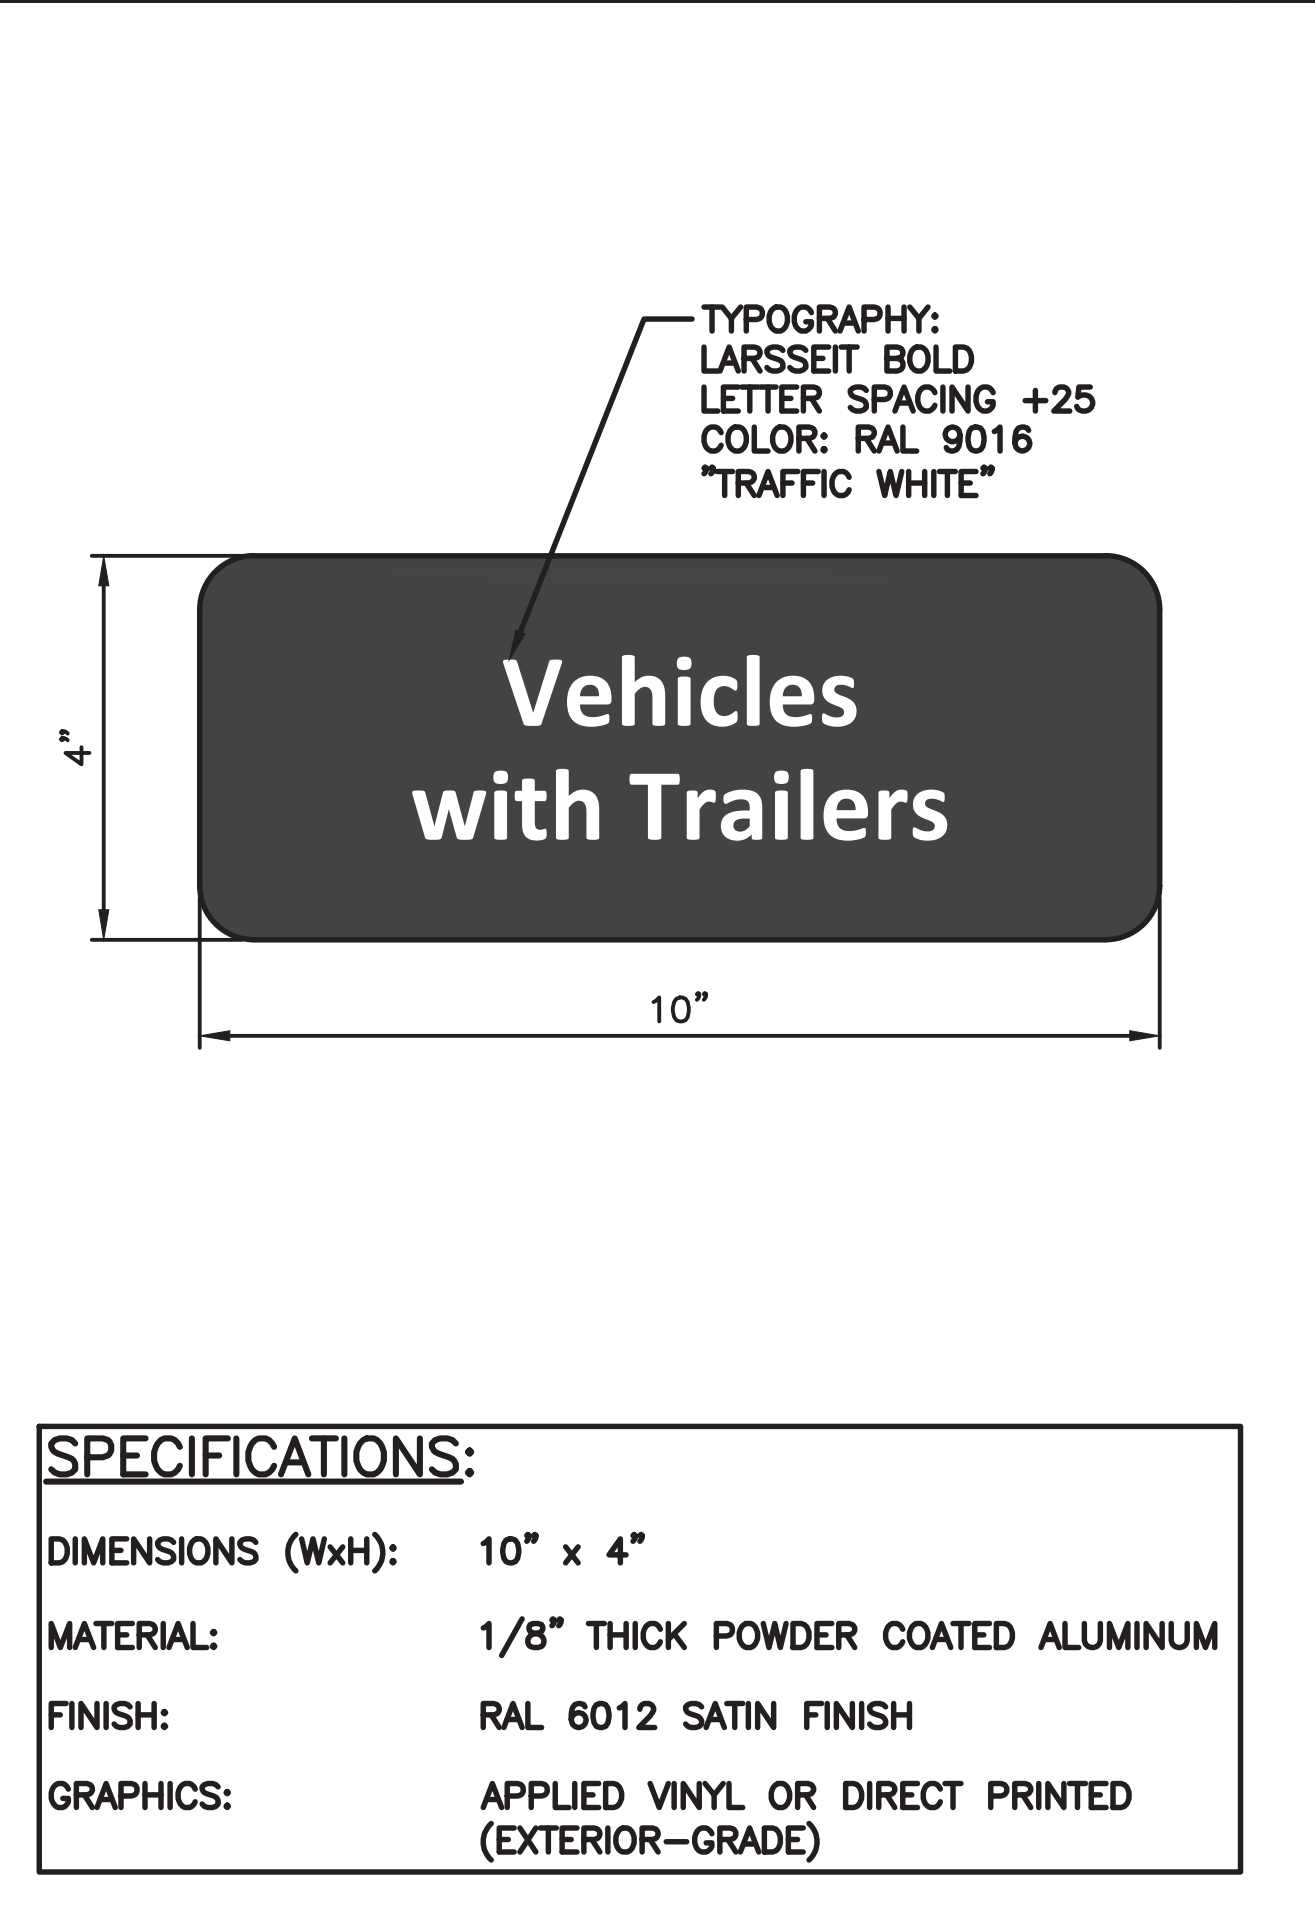 TYPOGRAPHY:
LARSSEIT BOLD
LETTER SPACING +25
COLOR: RAL 9016
"TRAFFIC WHITE"
Vehicles
with Trailers
4"
10"
SPECIFICATIONS:
DIMENSIONS (WxH): 10" x 4"
MATERIAL: 1/8" THICK POWDER COATED ALUMINUM
FINISH: RAL 6012 SATIN FINISH
GRAPHICS: APPLIED VINYL OR DIRECT PRINTED
(EXTERIOR-GRADE)